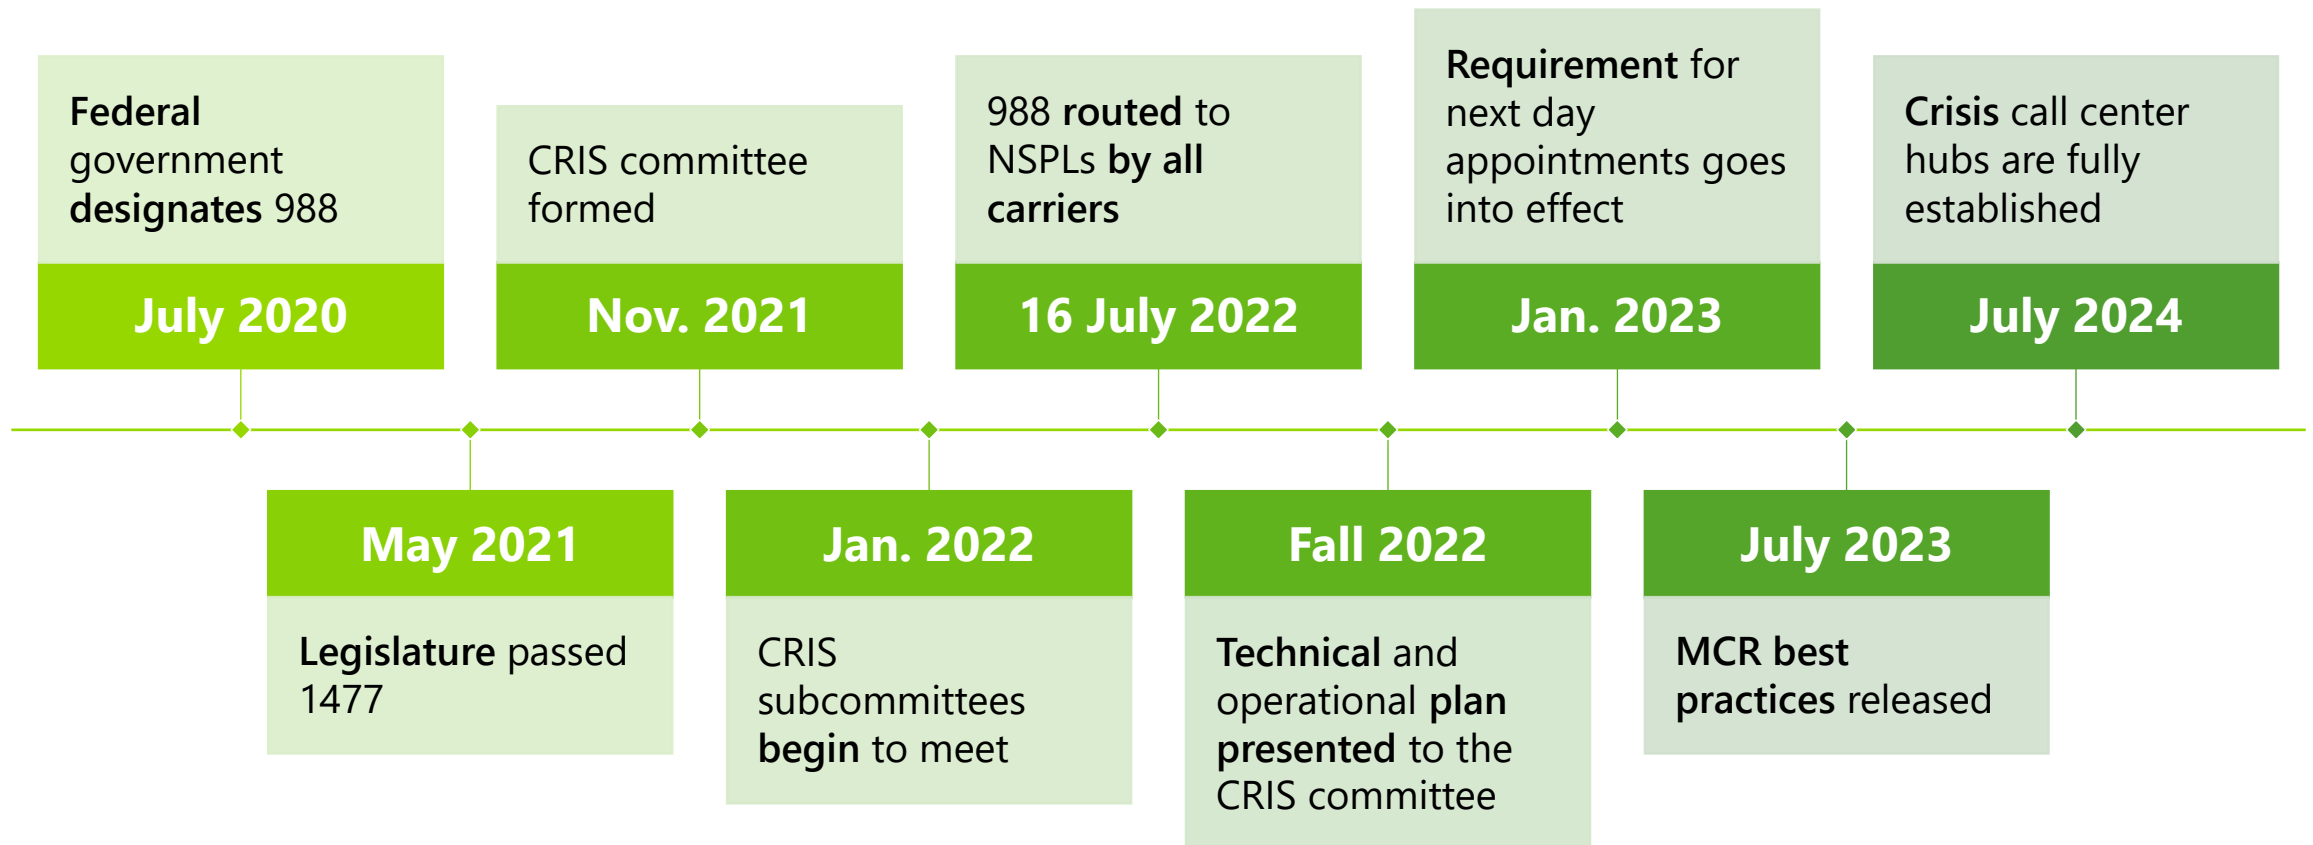 Federal
government
designates 988
July 2020
May 2021
Legislature passed
1477
CRIS committee
formed
Nov. 2021
Jan. 2022
CRIS
subcommittees
begin to meet
988 routed to
NSPLs by all
carriers
16 July 2022
Fall 2022
Technical and
operational plan
presented to the
CRIS committee
Requirement for
next day
appointments goes
into effect
Jan. 2023
July 2023
MCR best
practices released
Crisis call center
hubs are fully
established
July 2024